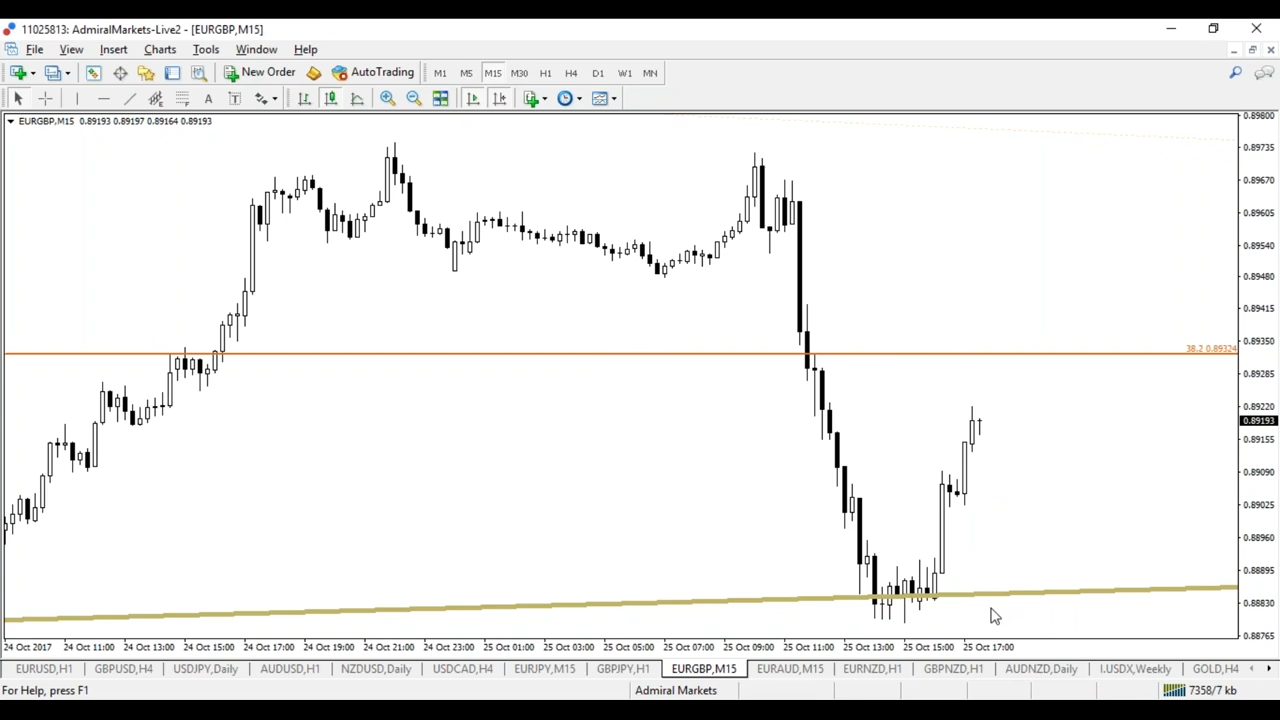 11025813: AdmiralMarkets-Live2 - [EURGBP,M15]
File View Insert Charts Tools Window Help
New Order AutoTrading M1 M5 M15 M30 H1 H4 D1 W1 MN
A T
EURGBP,M15 0.89193 0.89197 0.89164 0.89193
0.89800
0.89735
0.89670
0.89605
0.89540
0.89480
0.89415
0.89350
38.2 0.89324
0.89285
0.89220
0.89193
0.89155
0.89090
0.89025
0.88960
0.88895
0.88830
0.88765
24 Oct 2017 24 Oct 11:00 24 Oct 13:00 24 Oct 15:00 24 Oct 17:00 24 Oct 19:00 24 Oct 21:00 24 Oct 23:00 25 Oct 01:00 25 Oct 03:00 25 Oct 05:00 25 Oct 07:00 25 Oct 09:00 25 Oct 11:00 25 Oct 13:00 25 Oct 15:00 25 Oct 17:00
EURUSD,H1 GBPUSD,H4 USDJPY,Daily AUDUSD,H1 NZDUSD,Daily USDCAD,H4 EURJPY,M15 GBPJPY,H1 EURGBP,M15 EURAUD,M15 EURNZD,H1 GBPNZD,H1 AUDNZD,Daily I.USDX,Weekly GOLD,H4
For Help, press F1 Admiral Markets 7358/7 kb